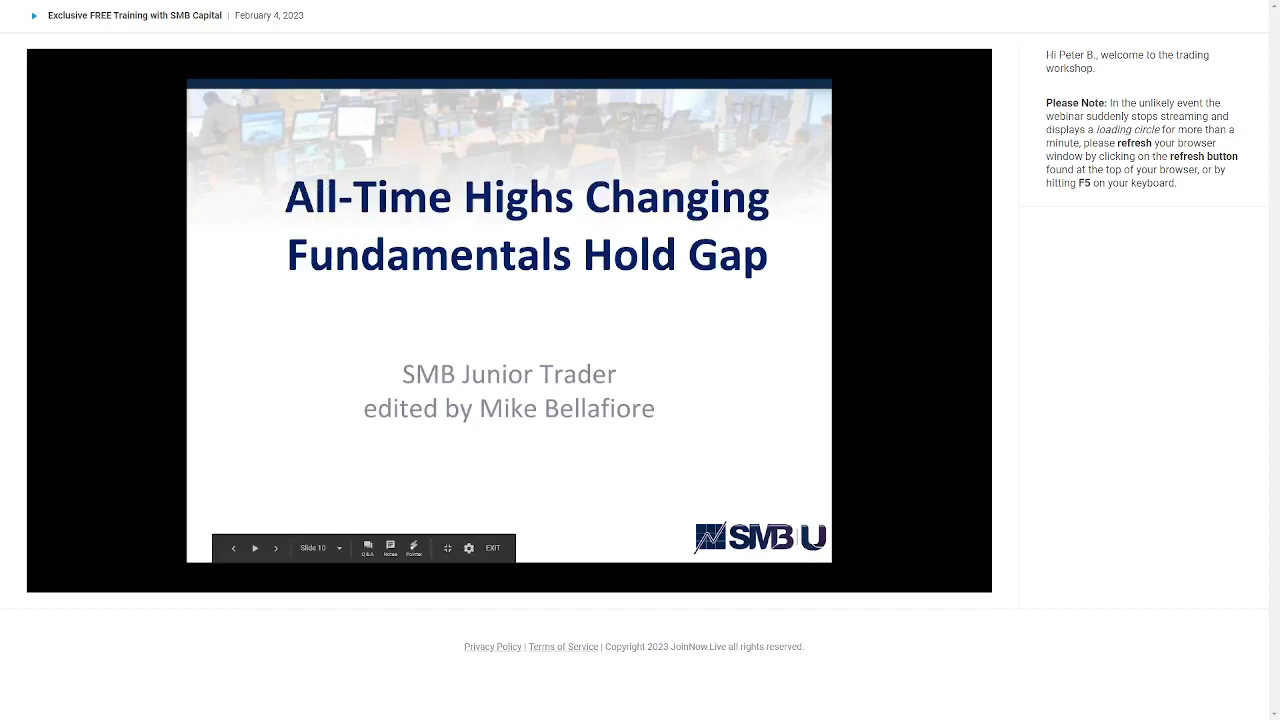 Exclusive FREE Training with SMB Capital | February 4, 2023
All-Time Highs Changing
Fundamentals Hold Gap
SMB Junior Trader
edited by Mike Bellafiore
SMB U
Slide 10
Q&A
Notes
Pointer
EXIT
Hi Peter B., welcome to the trading
workshop.
Please Note: In the unlikely event the
webinar suddenly stops streaming and
displays a loading circle for more than a
minute, please refresh your browser
window by clicking on the refresh button
found at the top of your browser, or by
hitting F5 on your keyboard.
Privacy Policy | Terms of Service | Copyright 2023 JoinNow.Live all rights reserved.